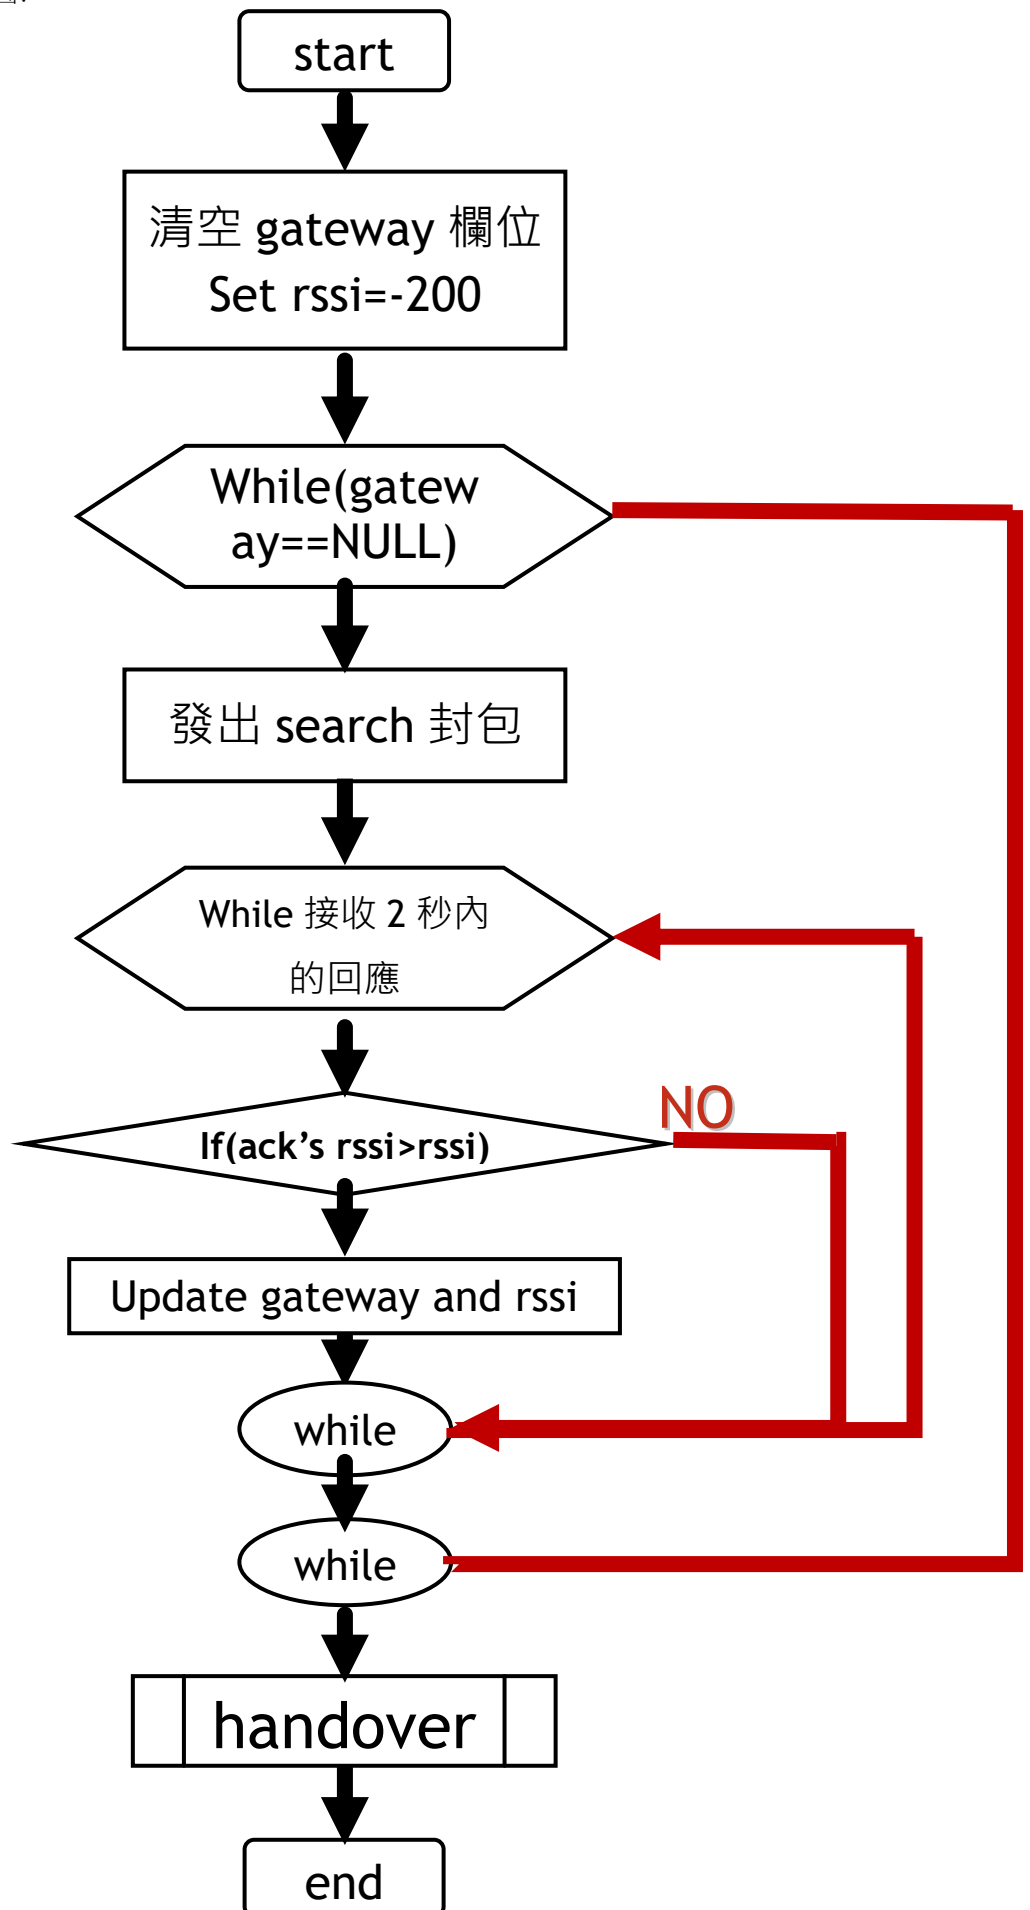 start
清空 gateway 欄位
Set rssi=-200
While(gatew
ay==NULL)
發出 search 封包
While 接收 2 秒內
的回應
NO
If(ack’s rssi>rssi)
Update gateway and rssi
while
while
handover
end